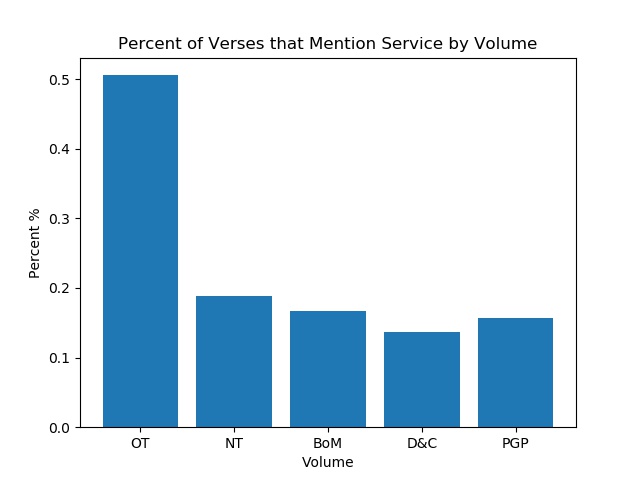 Percent of Verses that Mention Service by Volume
Percent %
0.5
0.4
0.3
0.2
0.1
0.0
OT NT BoM D&C PGP
Volume